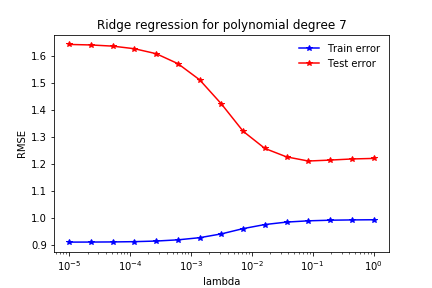 Ridge regression for polynomial degree 7
Train error
Test error
RMSE
1.6
1.5
1.4
1.3
1.2
1.1
1.0
0.9
10⁻⁵ 10⁻⁴ 10⁻³ 10⁻² 10⁻¹ 10⁰
lambda